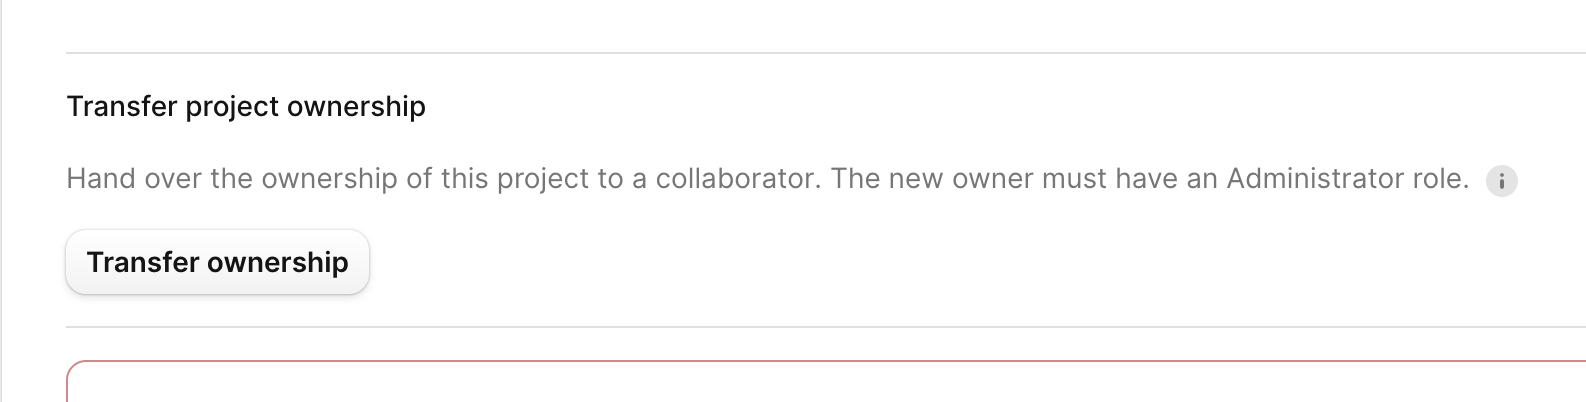 Transfer project ownership
Hand over the ownership of this project to a collaborator. The new owner must have an Administrator role.
Transfer ownership